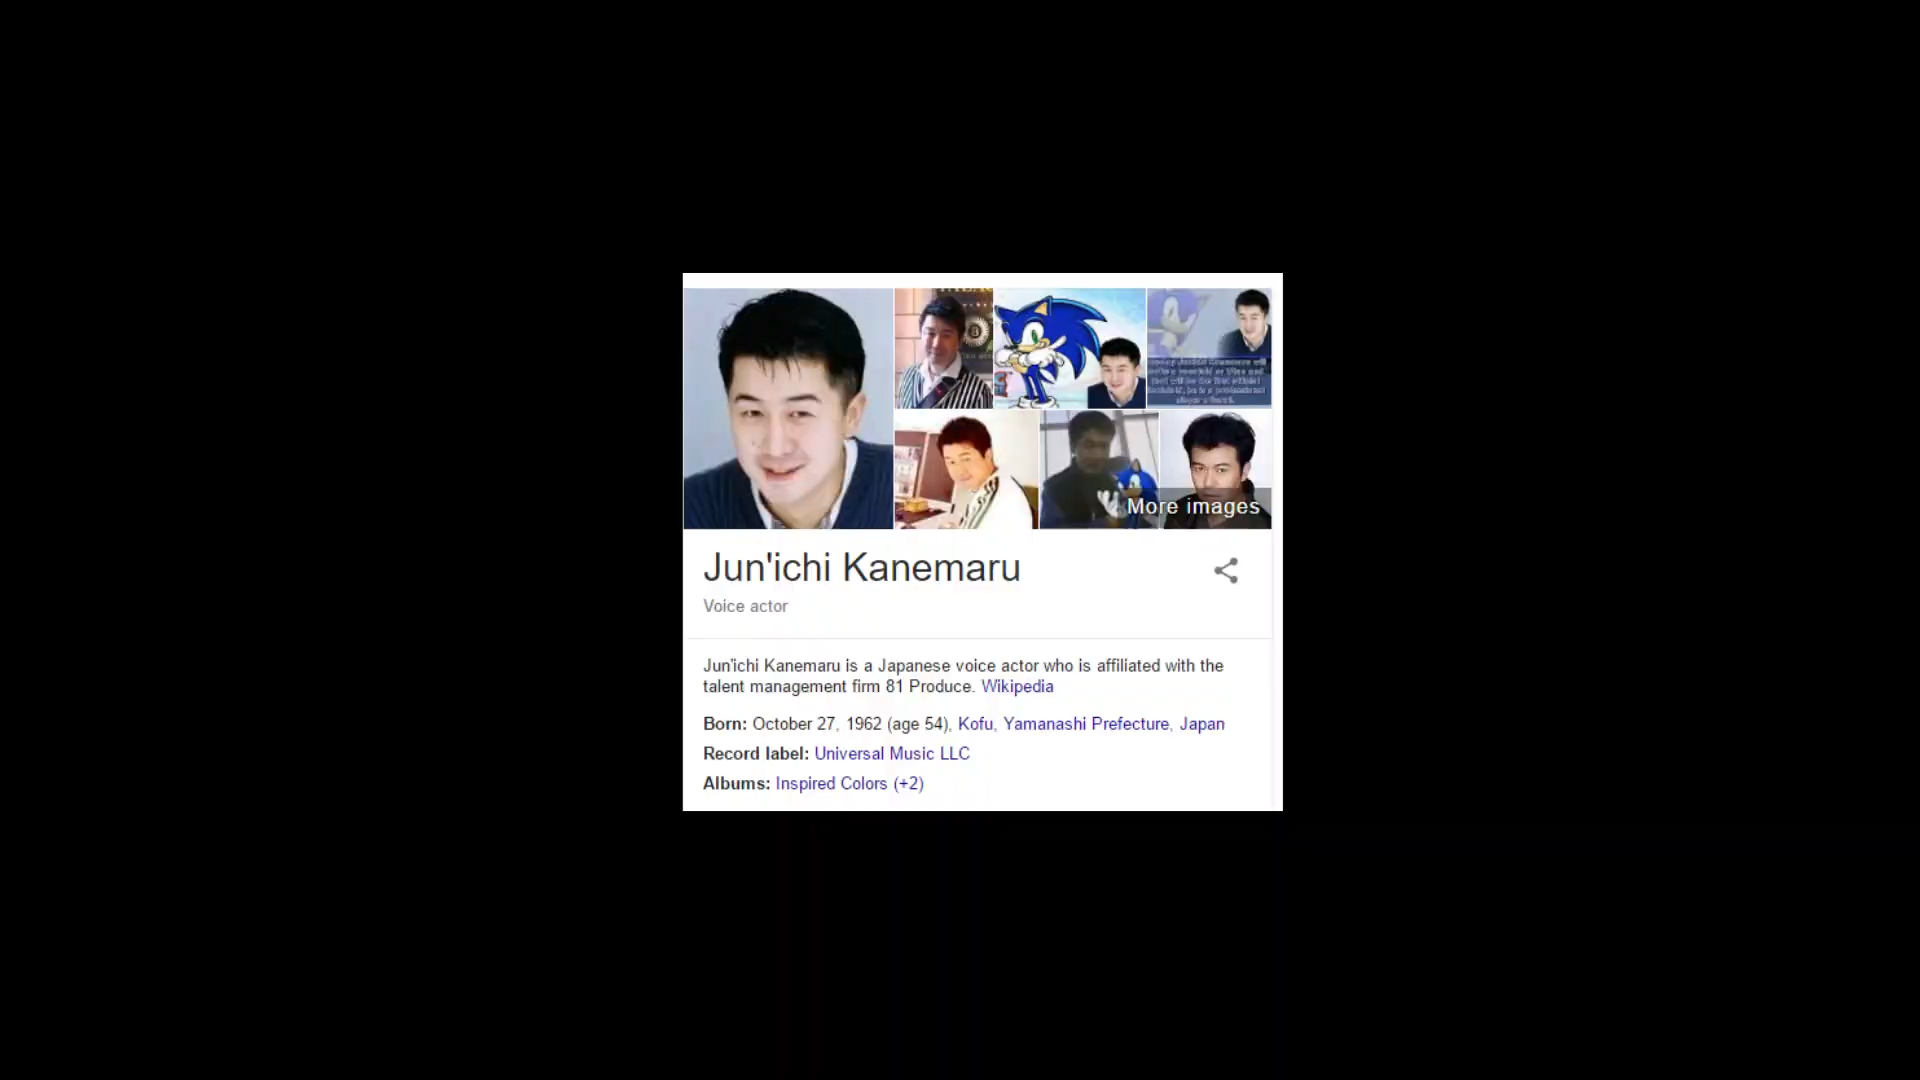 More images
Jun'ichi Kanemaru
Voice actor
Jun'ichi Kanemaru is a Japanese voice actor who is affiliated with the
talent management firm 81 Produce. Wikipedia
Born: October 27, 1962 (age 54), Kofu, Yamanashi Prefecture, Japan
Record label: Universal Music LLC
Albums: Inspired Colors (+2)